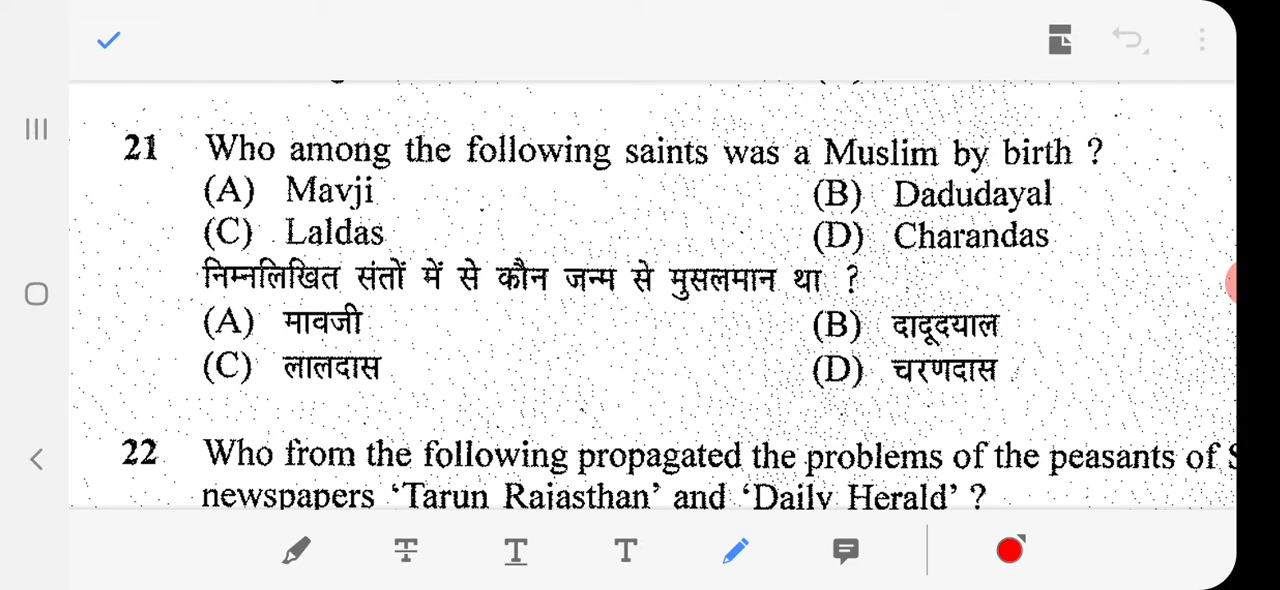 21 Who among the following saints was a Muslim by birth ?
(A) Mavji (B) Dadudayal
(C) Laldas (D) Charandas
निम्नलिखित संतों में से कौन जन्म से मुसलमान था ?
(A) मावजी (B) दादूदयाल
(C) लालदास (D) चरणदास
22 Who from the following propagated the problems of the peasants of
newspapers ‘Tarun Rajasthan’ and ‘Daily Herald’ ?
T T T